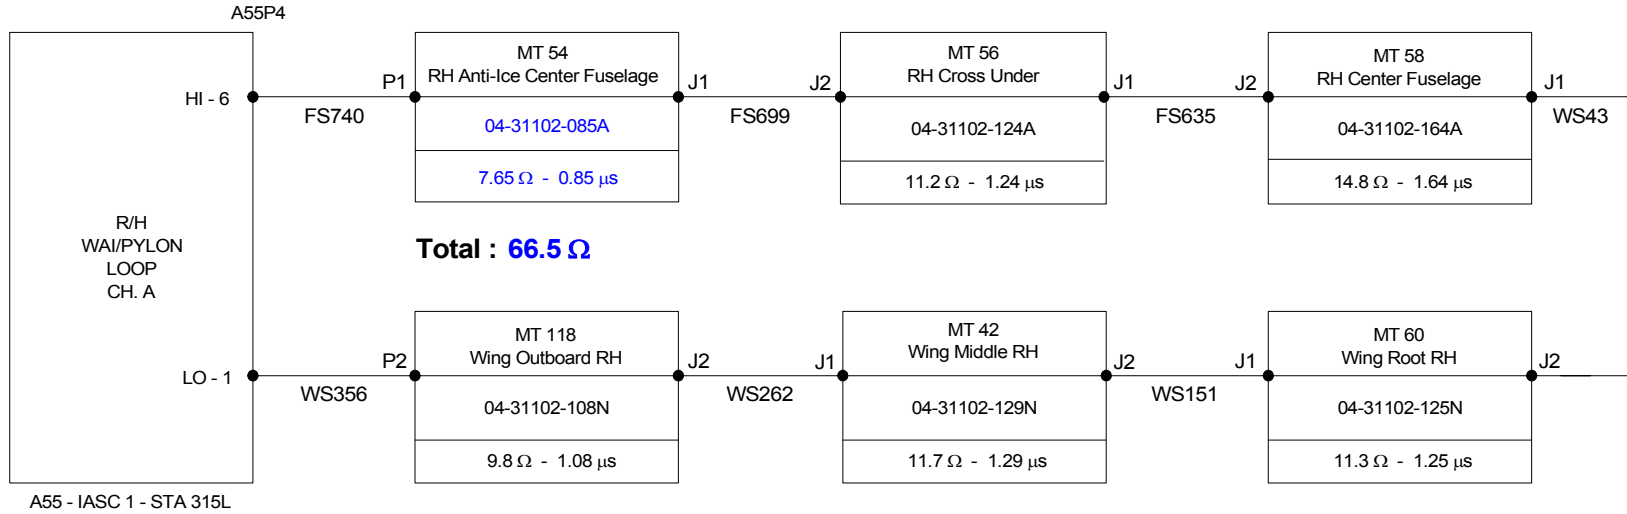 A55P4
HI - 6
FS740
P1
MT 54
RH Anti-Ice Center Fuselage
04-31102-085A
7.65 Ω - 0.85 µs
J1
FS699
J2
MT 56
RH Cross Under
04-31102-124A
11.2 Ω - 1.24 µs
J1
FS635
J2
MT 58
RH Center Fuselage
04-31102-164A
14.8 Ω - 1.64 µs
J1
WS43
R/H
WAI/PYLON
LOOP
CH. A
Total : 66.5 Ω
LO - 1
WS356
P2
MT 118
Wing Outboard RH
04-31102-108N
9.8 Ω - 1.08 µs
J2
WS262
J1
MT 42
Wing Middle RH
04-31102-129N
11.7 Ω - 1.29 µs
J2
WS151
J1
MT 60
Wing Root RH
04-31102-125N
11.3 Ω - 1.25 µs
J2
A55 - IASC 1 - STA 315L